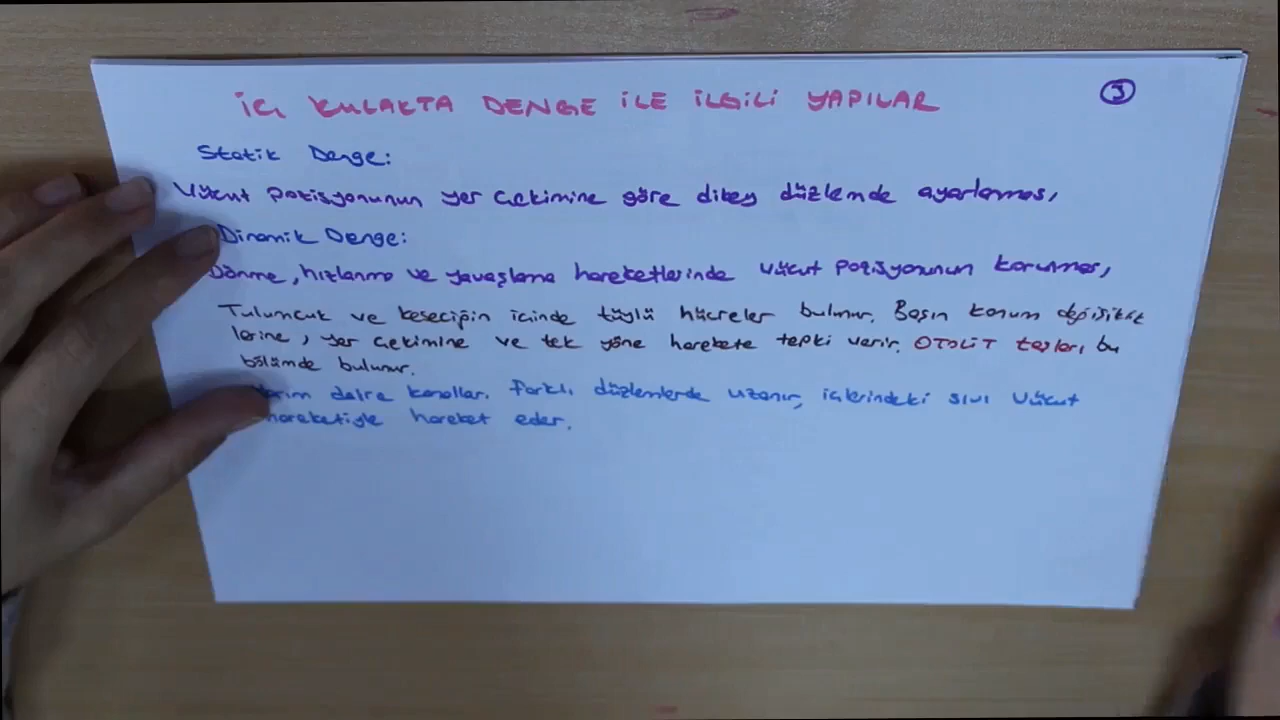 İÇ KULAKTA DENGE İLE İLGİLİ YAPILAR
3
Statik Denge:
Vücut pozisyonunun yer çekimine göre dikey düzlemde ayarlanması,
Dinamik Denge:
Dönme, hızlanma ve yavaşlama hareketlerinde vücut pozisyonunun korunması,
Tuluncuk ve keseciğin içinde tüylü hücreler bulunur. Başın konum değişiklik
lerine, yer çekimine ve tek yöne harekete tepki verir. OTOLİT taşları bu
bölümde bulunur.
Yarım daire kanallar. Farklı düzlemlerde uzanır, içlerindeki sıvı vücut
hareketiyle hareket eder.